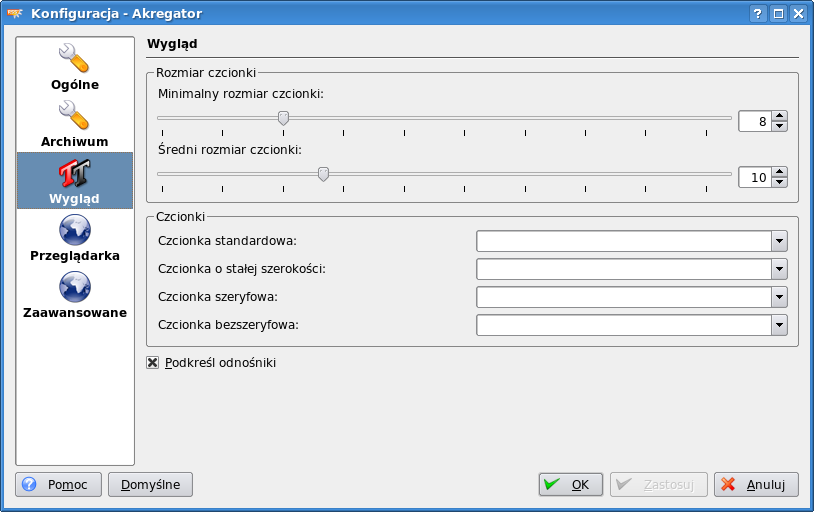 Konfiguracja - Akregator
Ogólne
Archiwum
Wygląd
Przeglądarka
Zaawansowane
Wygląd
Rozmiar czcionki
Minimalny rozmiar czcionki:
8
Średni rozmiar czcionki:
10
Czcionki
Czcionka standardowa:
Czcionka o stałej szerokości:
Czcionka szeryfowa:
Czcionka bezszeryfowa:
Podkreśl odnośniki
Pomoc
Domyślne
OK
Zastosuj
Anuluj